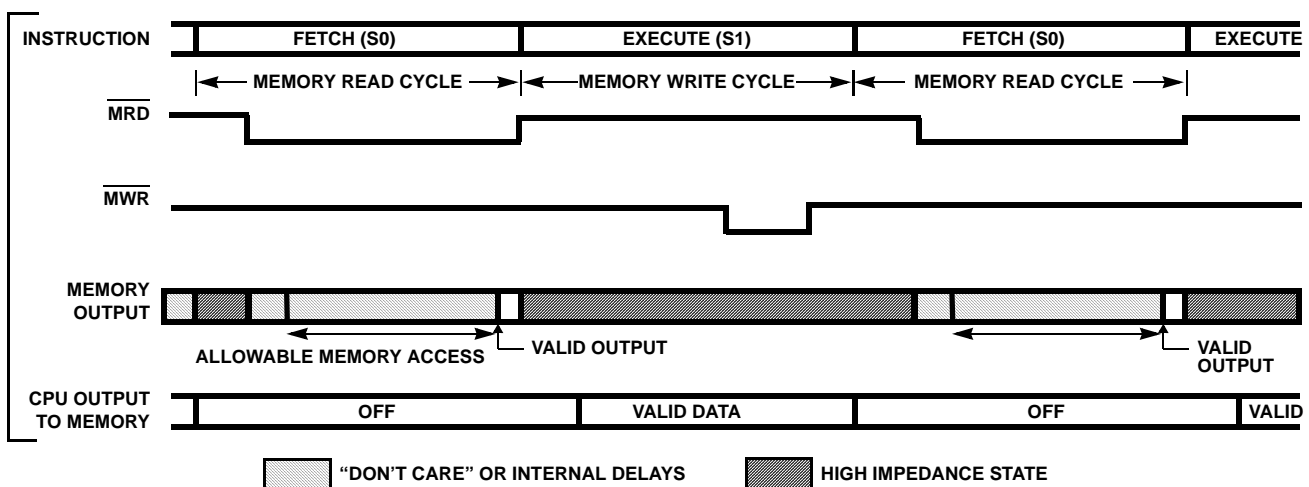 INSTRUCTION FETCH (S0) EXECUTE (S1) FETCH (S0) EXECUTE
MEMORY READ CYCLE MEMORY WRITE CYCLE MEMORY READ CYCLE
MRD
MWR
MEMORY
OUTPUT
ALLOWABLE MEMORY ACCESS VALID OUTPUT VALID
OUTPUT
CPU OUTPUT
TO MEMORY OFF VALID DATA OFF VALID
“DON’T CARE” OR INTERNAL DELAYS HIGH IMPEDANCE STATE